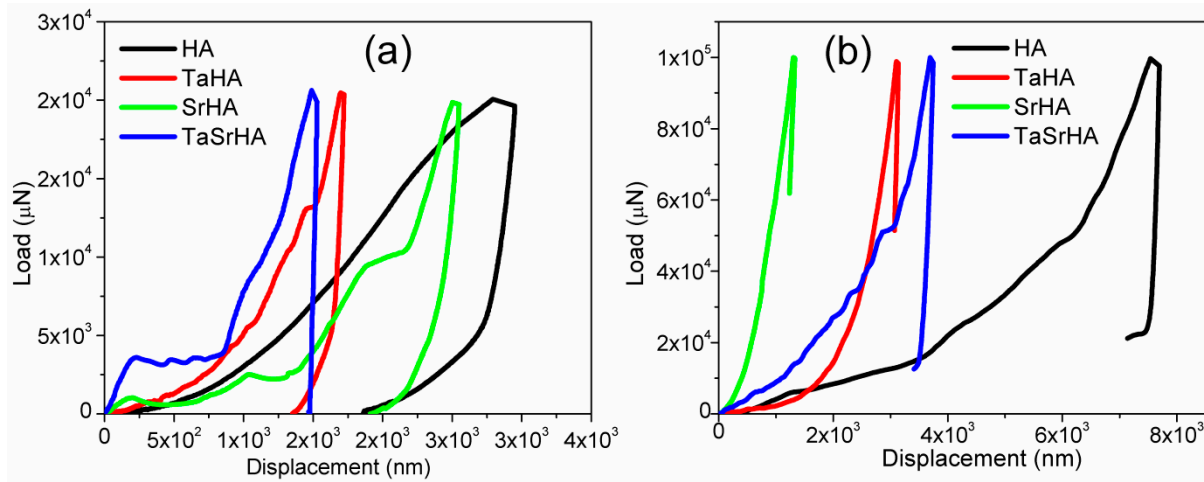 (a)
HA
TaHA
SrHA
TaSrHA
3x10⁴
2x10⁴
2x10⁴
1x10⁴
5x10³
0
Load (μN)
0
5x10²
1x10³
2x10³
2x10³
3x10³
3x10³
4x10³
Displacement (nm)
(b)
HA
TaHA
SrHA
TaSrHA
1x10⁵
8x10⁴
6x10⁴
4x10⁴
2x10⁴
0
Load (μN)
0
2x10³
4x10³
6x10³
8x10³
Displacement (nm)